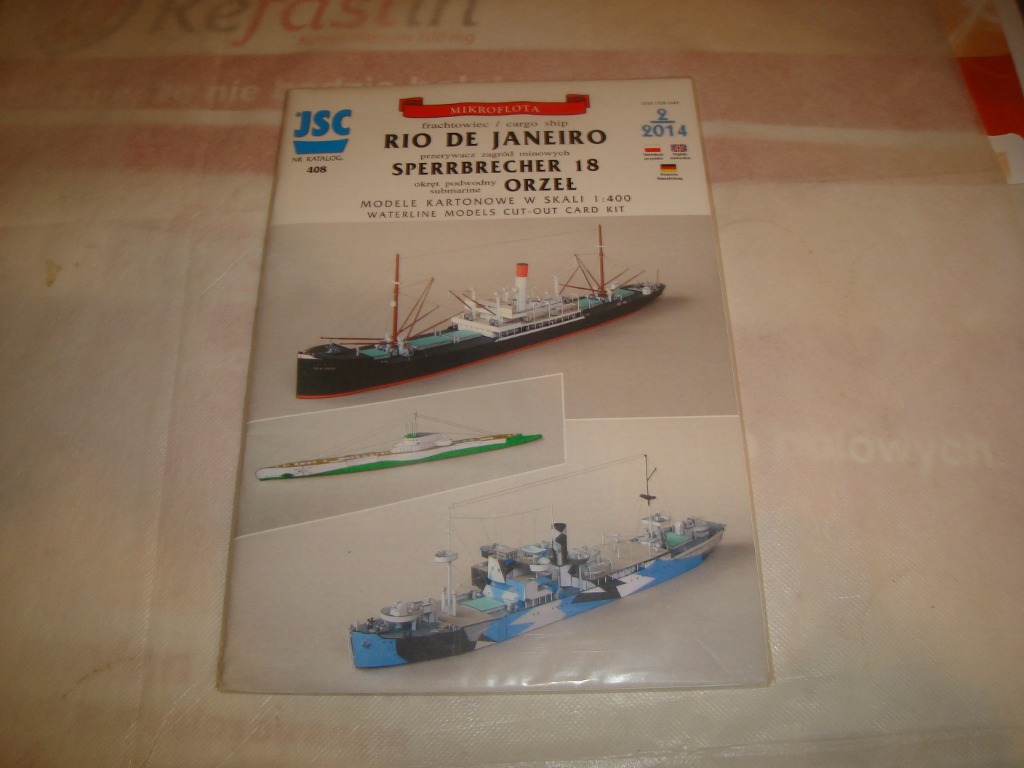 Refastin
MIKROFLOTA
JSC
NR KATALOG.
408
frachtowiec / cargo ship
RIO DE JANEIRO
przerywacz zagród minowych
SPERRBRECHER 18
okręt podwodny
submarine
ORZEŁ
MODELE KARTONOWE W SKALI 1:400
WATERLINE MODELS CUT-OUT CARD KIT
2
2014